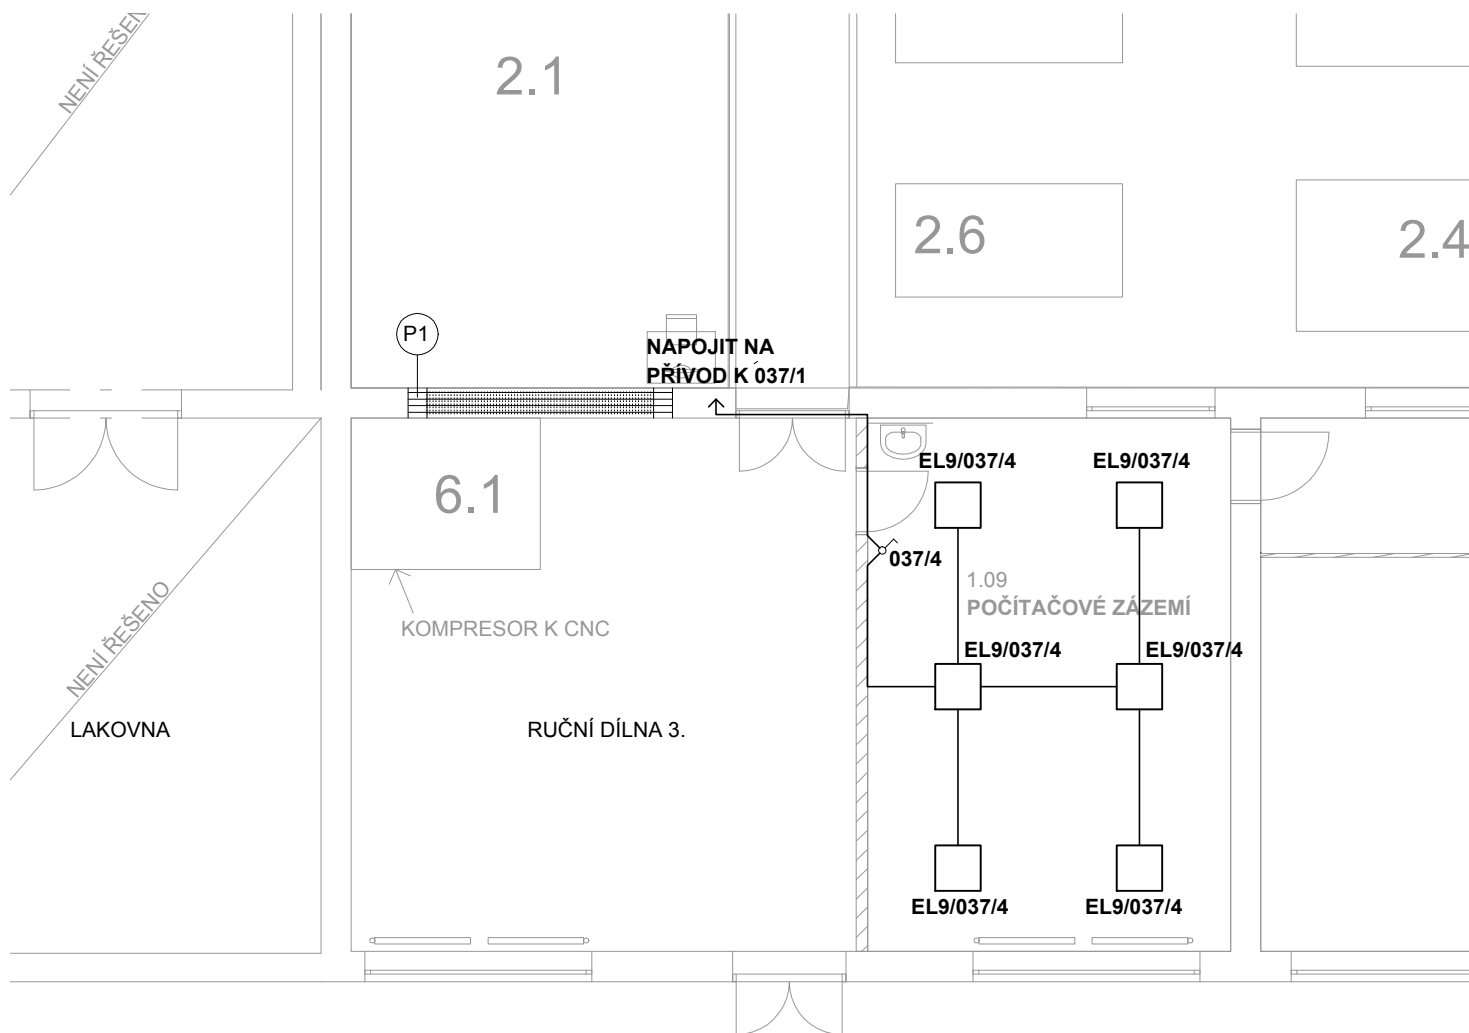 NENÍ ŘEŠEN
2.1
2.6
2.4
P1
NAPOJIT NA
PŘÍVOD K 037/1
EL9/037/4
EL9/037/4
6.1
037/4
1.09
POČÍTAČOVÉ ZÁZEMÍ
NENÍ ŘEŠENO
KOMPRESOR K CNC
EL9/037/4
EL9/037/4
LAKOVNA
RUČNÍ DÍLNA 3.
EL9/037/4
EL9/037/4